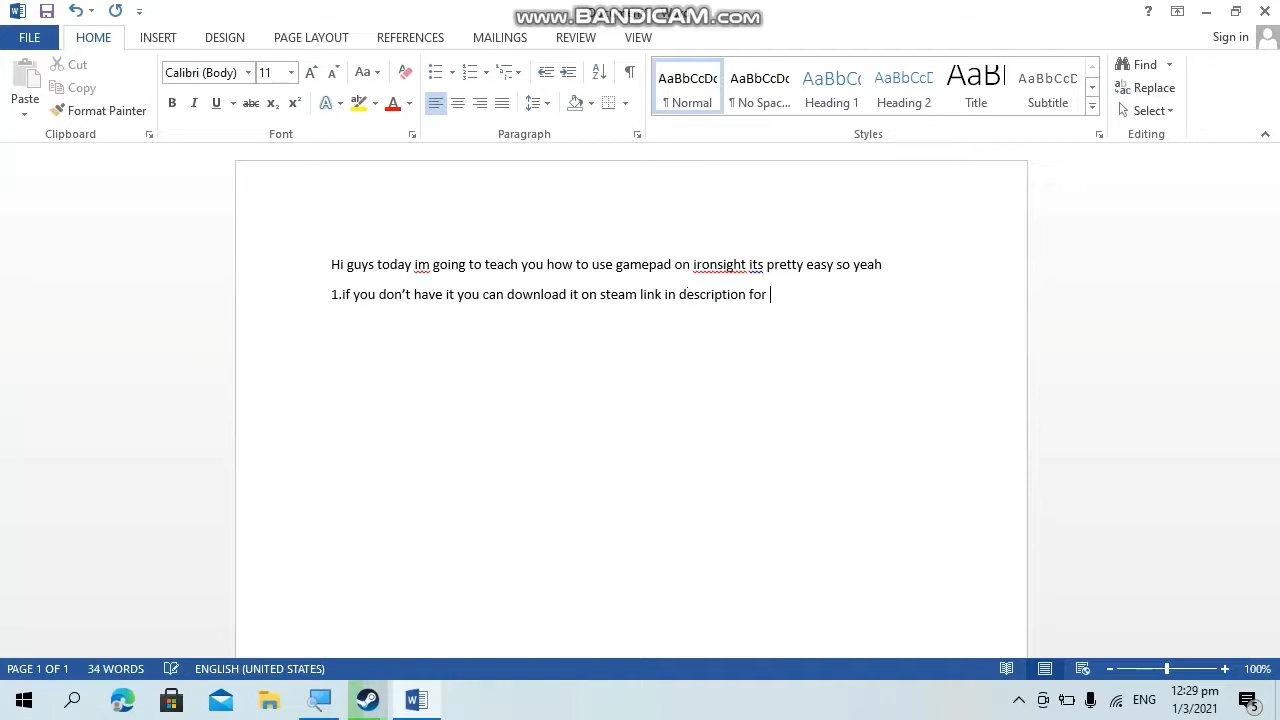 www.BANDICAM.com
Sign in
FILE HOME INSERT DESIGN PAGE LAYOUT REFERENCES MAILINGS REVIEW VIEW
Paste
Cut
Copy
Format Painter
Clipboard
Calibri (Body) 11
Font
Paragraph
AaBbCcDc AaBbCcDc AaBbCc AaBbCcD AaB AaBbCcD
¶ Normal ¶ No Spac... Heading 1 Heading 2 Title Subtitle
Styles
Find
Replace
Select
Editing
Hi guys today im going to teach you how to use gamepad on ironsight its pretty easy so yeah
1.if you don’t have it you can download it on steam link in description for
PAGE 1 OF 1 34 WORDS ENGLISH (UNITED STATES) 100%
ENG
12:29 pm
1/3/2021
5